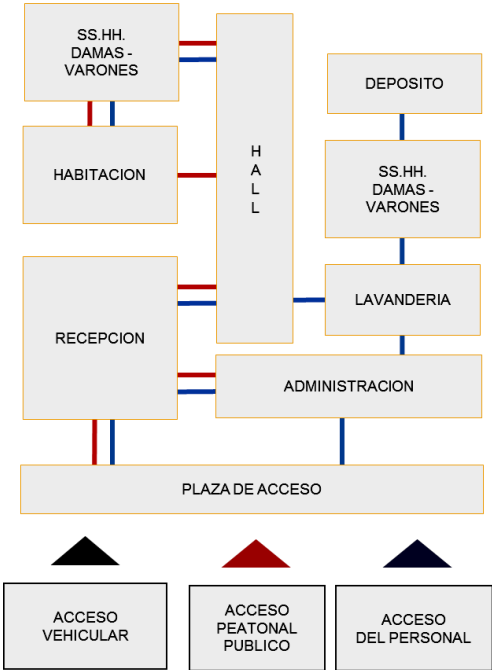 SS.HH.
DAMAS -
VARONES
HABITACION
H
A
L
L
DEPOSITO
SS.HH.
DAMAS -
VARONES
LAVANDERIA
RECEPCION
ADMINISTRACION
PLAZA DE ACCESO
ACCESO
VEHICULAR
ACCESO
PEATONAL
PUBLICO
ACCESO
DEL PERSONAL